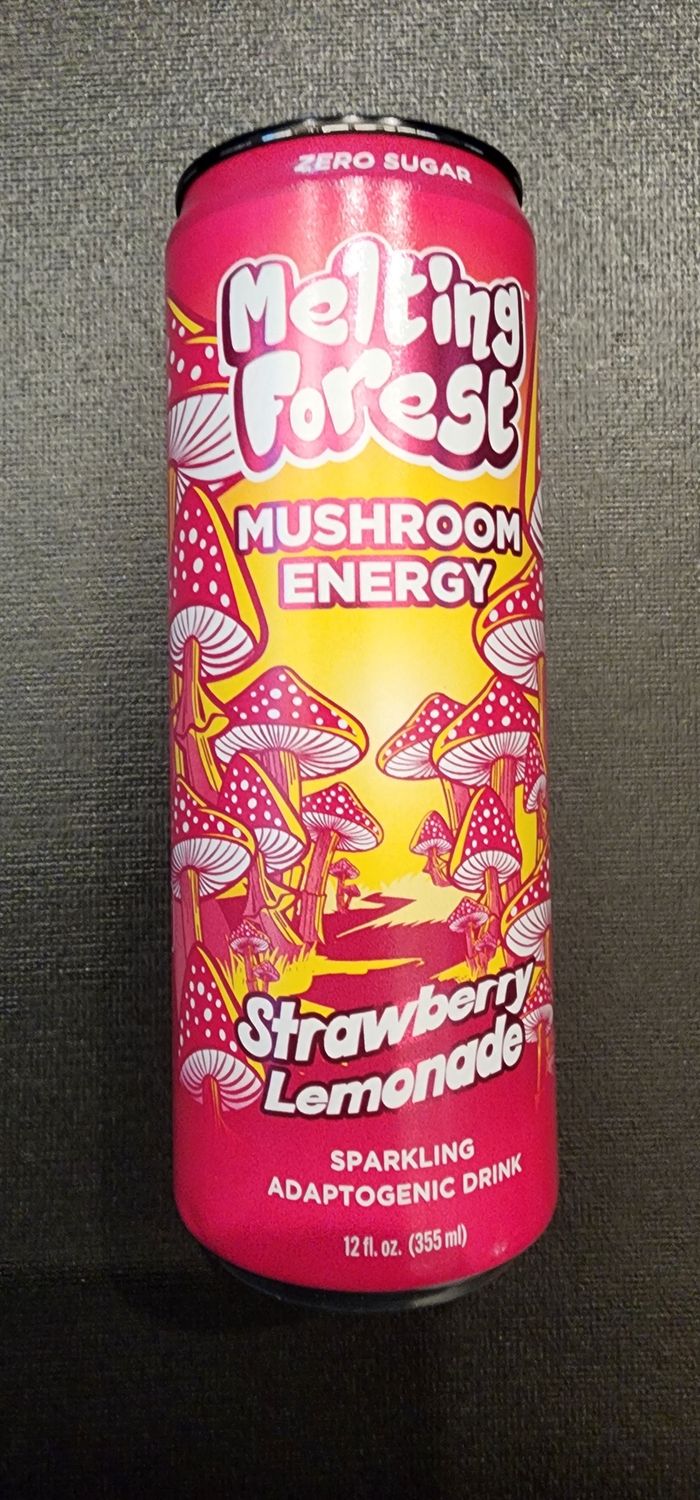 ZERO SUGAR
Melting
Forest
MUSHROOM
ENERGY
Strawberry
Lemonade
SPARKLING
ADAPTOGENIC DRINK
12 fl. oz. (355 ml)